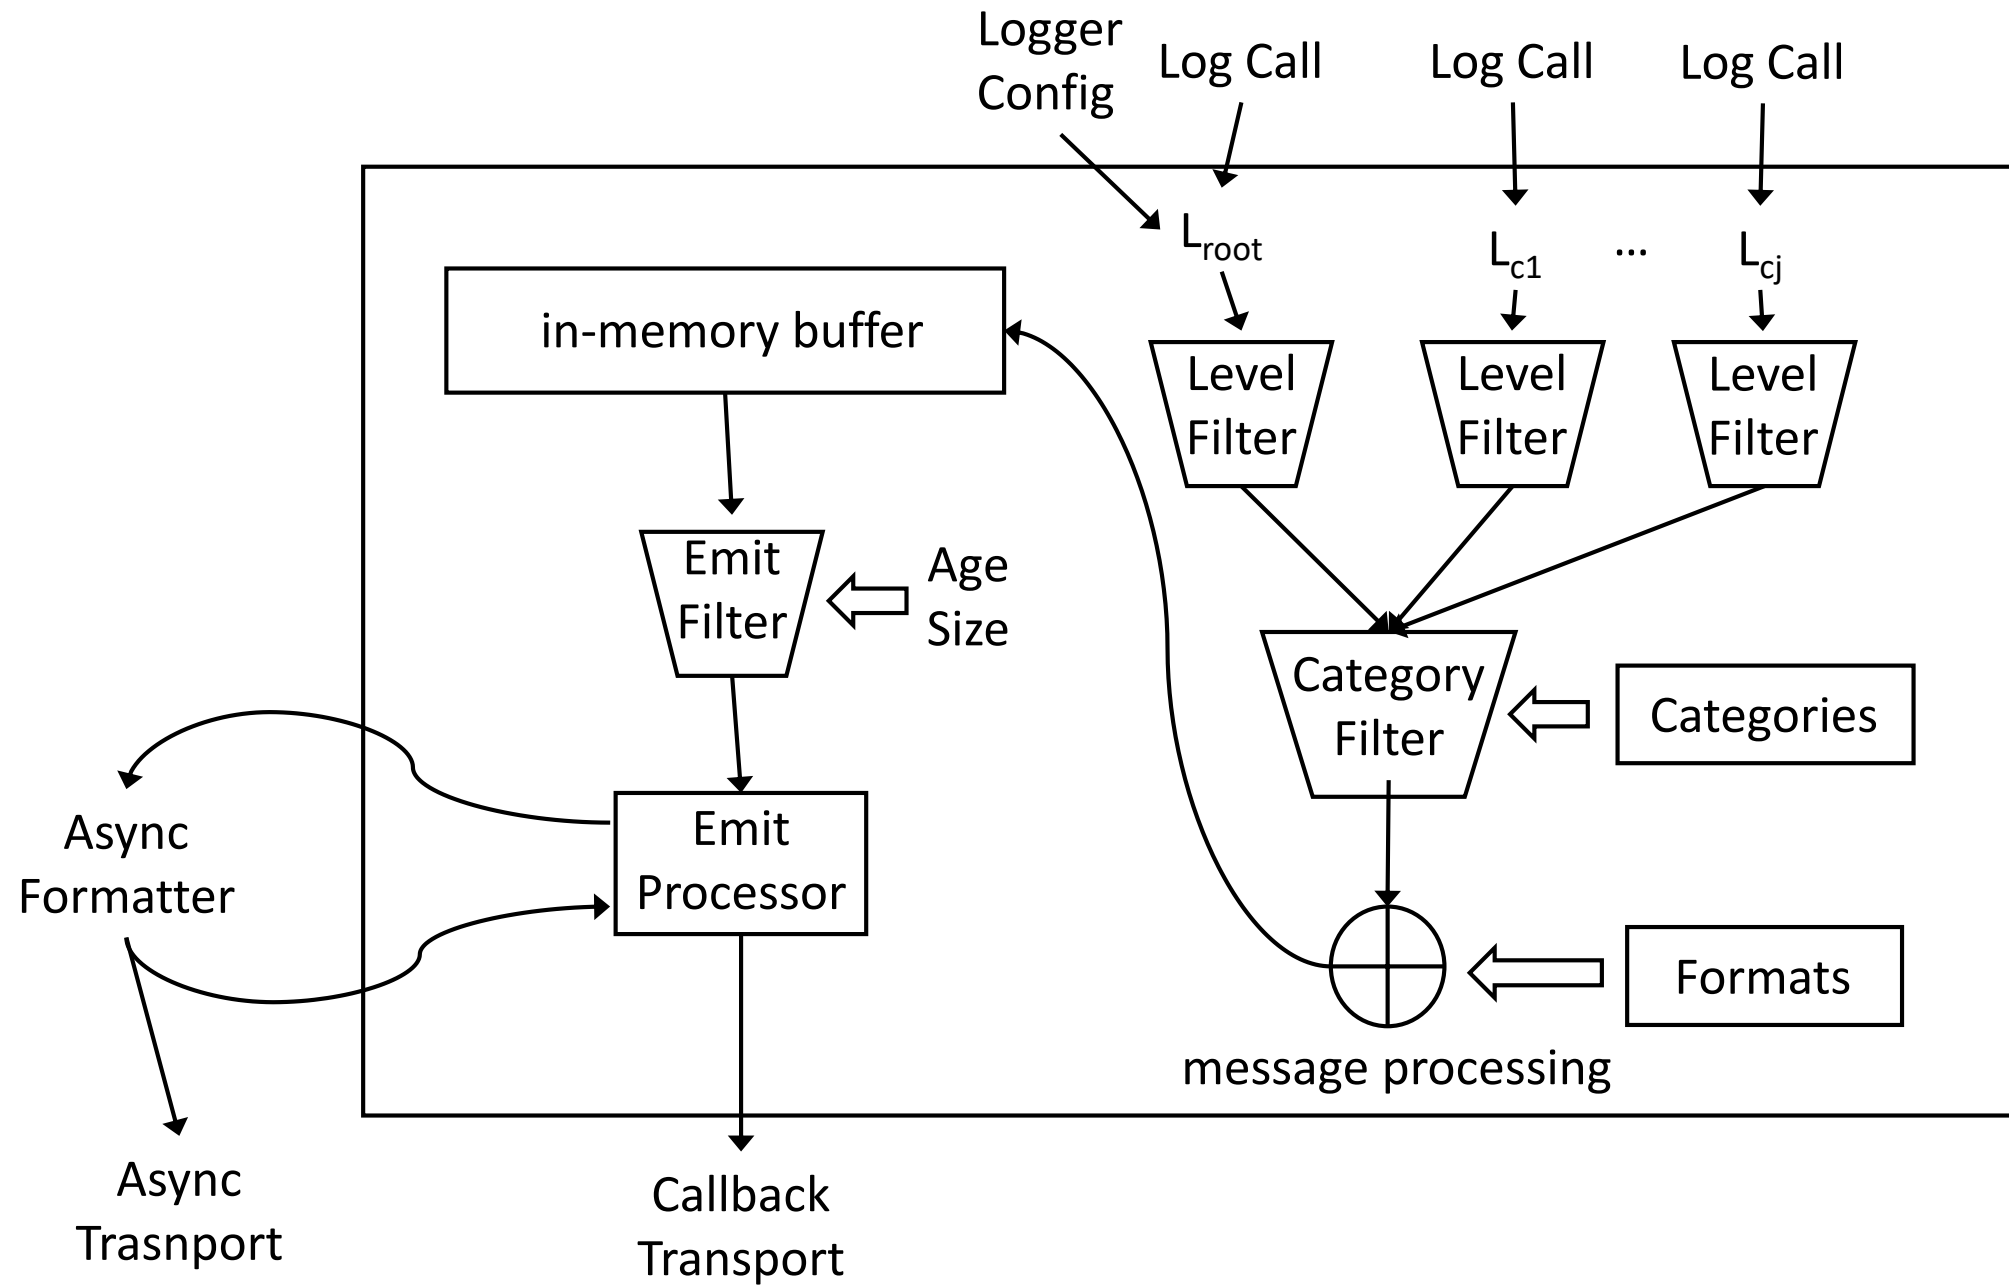 Logger
Config
Log Call
Log Call
Log Call
Lroot
Lc1
...
Lcj
in-memory buffer
Level
Filter
Level
Filter
Level
Filter
Emit
Filter
Age
Size
Category
Filter
Categories
Async
Formatter
Emit
Processor
Formats
message processing
Async
Trasnport
Callback
Transport